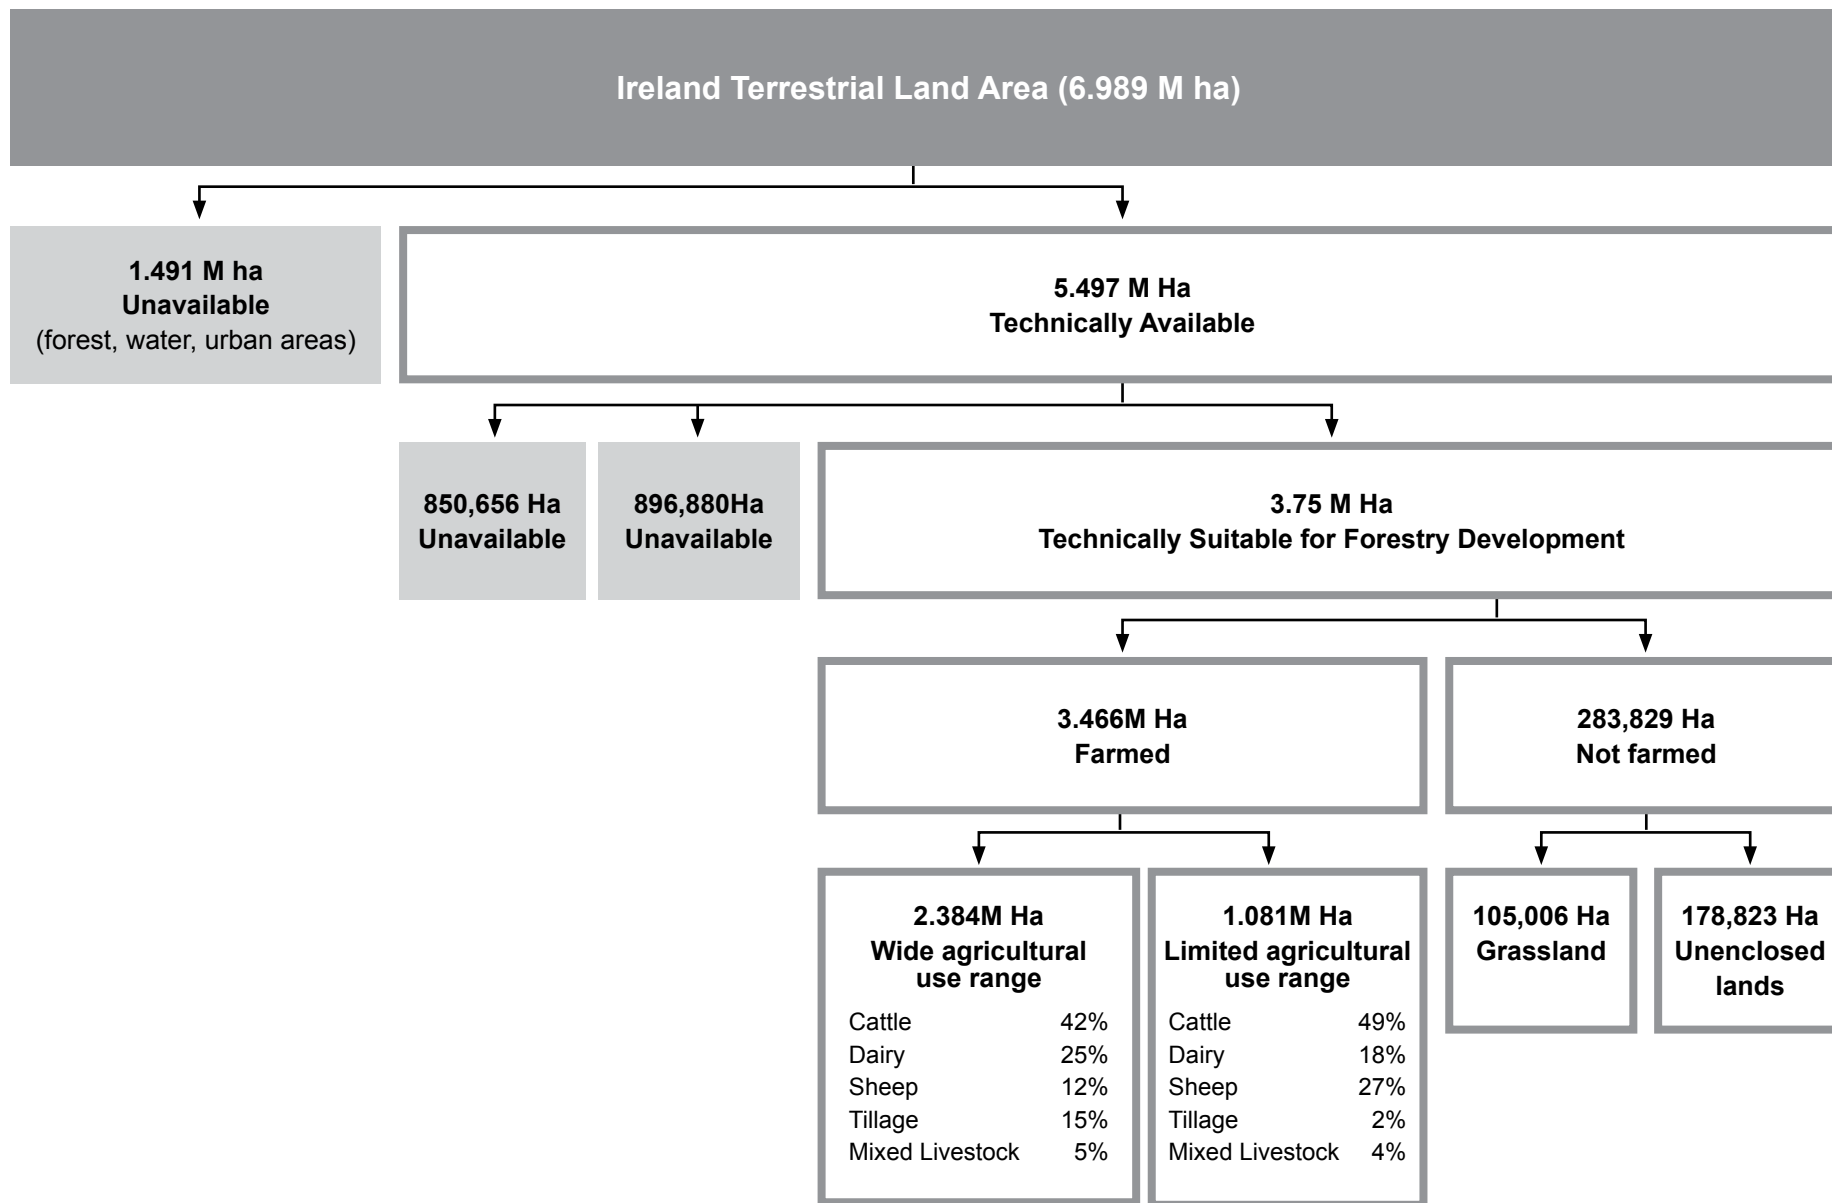 Ireland Terrestrial Land Area (6.989 M ha)
1.491 M ha
Unavailable
(forest, water, urban areas)
5.497 M Ha
Technically Available
850,656 Ha
Unavailable
896,880Ha
Unavailable
3.75 M Ha
Technically Suitable for Forestry Development
3.466M Ha
Farmed
283,829 Ha
Not farmed
2.384M Ha
Wide agricultural
use range
Cattle 42%
Dairy 25%
Sheep 12%
Tillage 15%
Mixed Livestock 5%
1.081M Ha
Limited agricultural
use range
Cattle 49%
Dairy 18%
Sheep 27%
Tillage 2%
Mixed Livestock 4%
105,006 Ha
Grassland
178,823 Ha
Unenclosed
lands